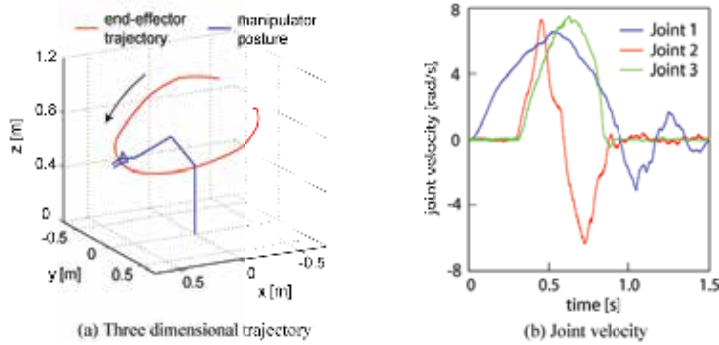 end-effector
trajectory
manipulator
posture
1.2
0.8
0.4
0
z [m]
-0.5
0
0.5
y [m]
0.5
0
-0.5
x [m]
(a) Three dimensional trajectory
8
4
0
-4
-8
joint velocity [rad/s]
Joint 1
Joint 2
Joint 3
0
0.5
1.0
1.5
time [s]
(b) Joint velocity